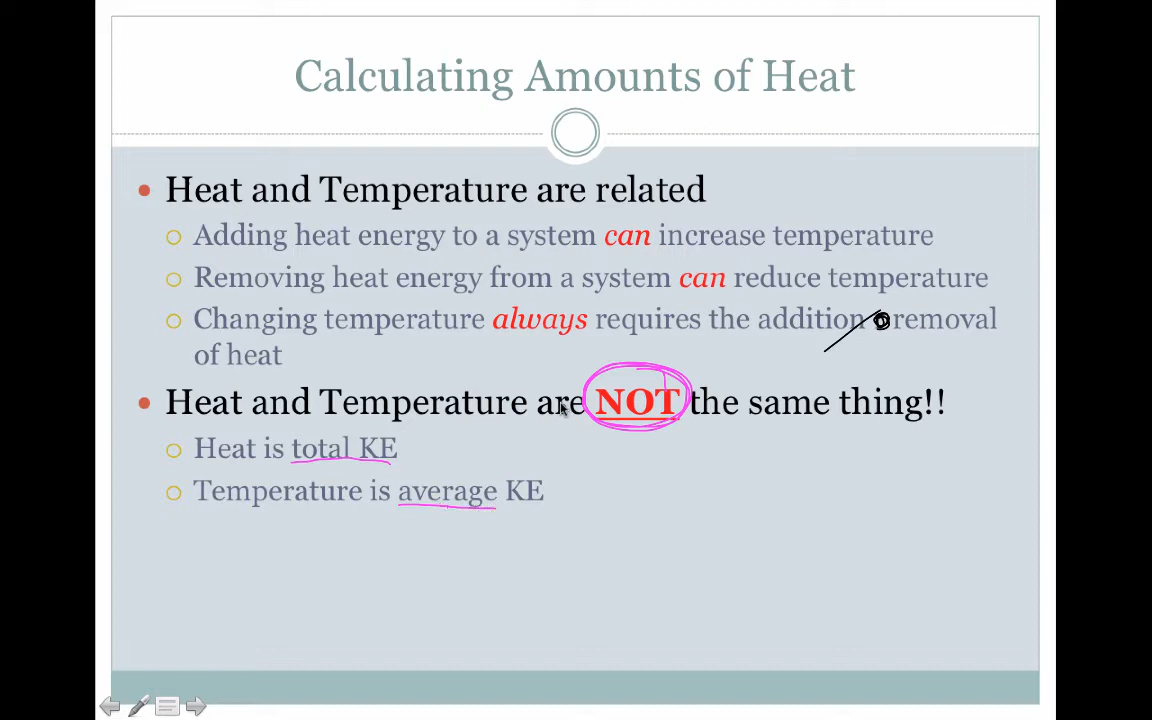 Calculating Amounts of Heat
Heat and Temperature are related
Adding heat energy to a system can increase temperature
Removing heat energy from a system can reduce temperature
Changing temperature always requires the addition removal
of heat
Heat and Temperature are NOT the same thing!!
Heat is total KE
Temperature is average KE